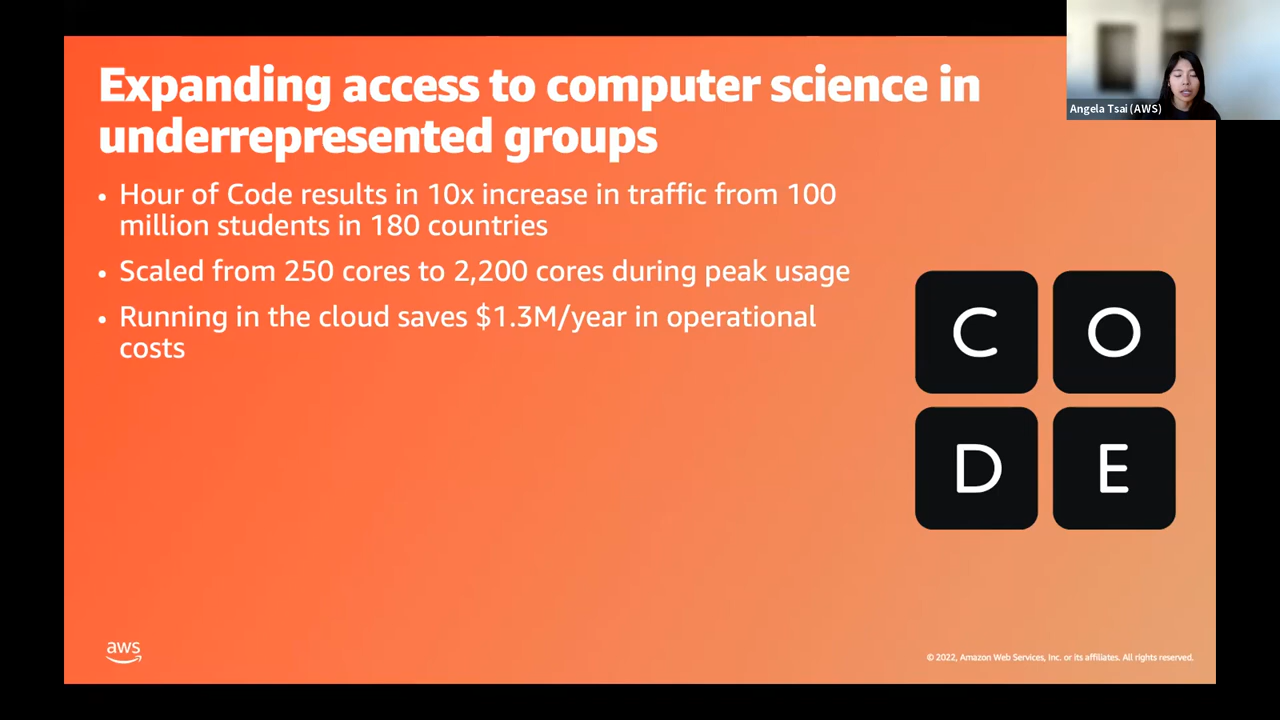 Expanding access to computer science in
underrepresented groups
Angela Tsai (AWS)
• Hour of Code results in 10x increase in traffic from 100
million students in 180 countries
• Scaled from 250 cores to 2,200 cores during peak usage
• Running in the cloud saves $1.3M/year in operational
costs
C O
D E
aws
© 2022, Amazon Web Services, Inc. or its affiliates. All rights reserved.